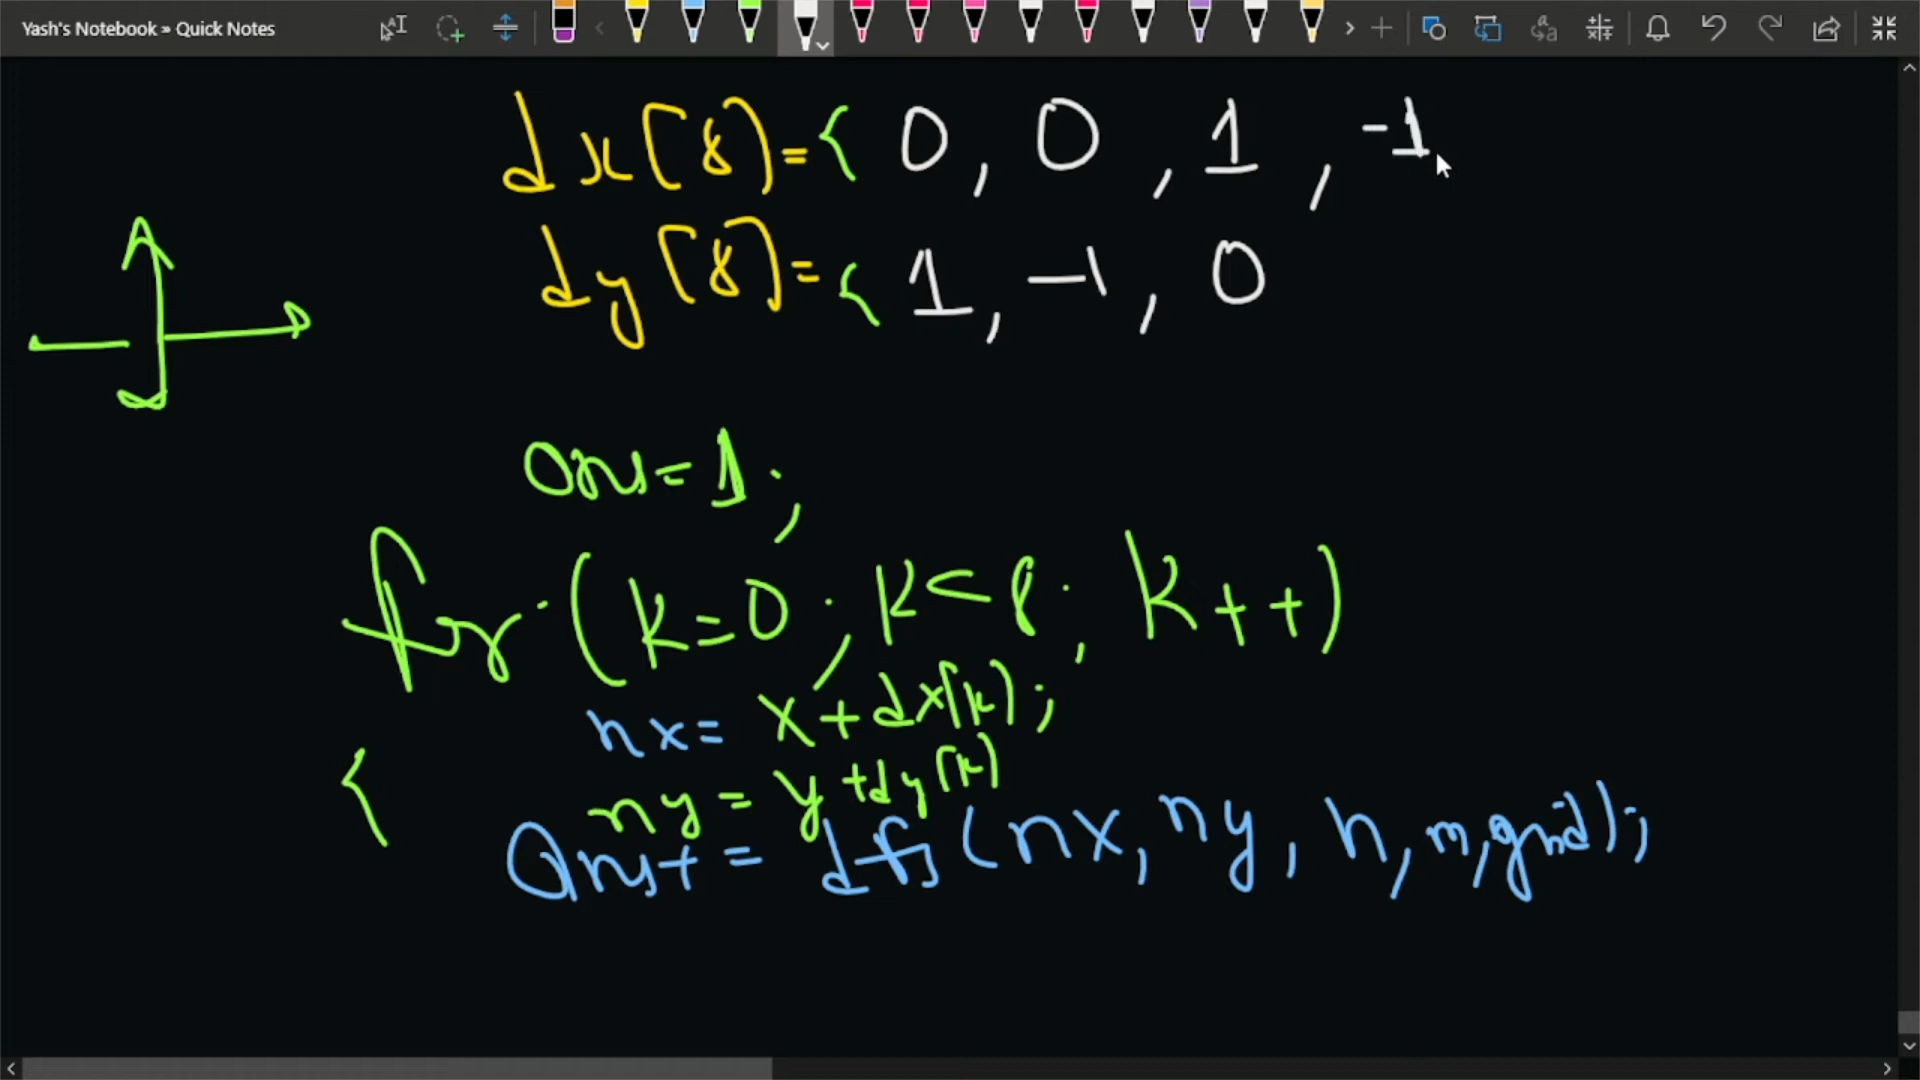 Yash's Notebook » Quick Notes
dx[8]={ 0, 0, 1, -1
dy[8]={ 1, -1, 0
ans=1;
for(k=0; k<8; k++)
{
nx= x+dx[k];
ny= y+dy[k]
Ans+= dfs(nx, ny, n, m, grid);